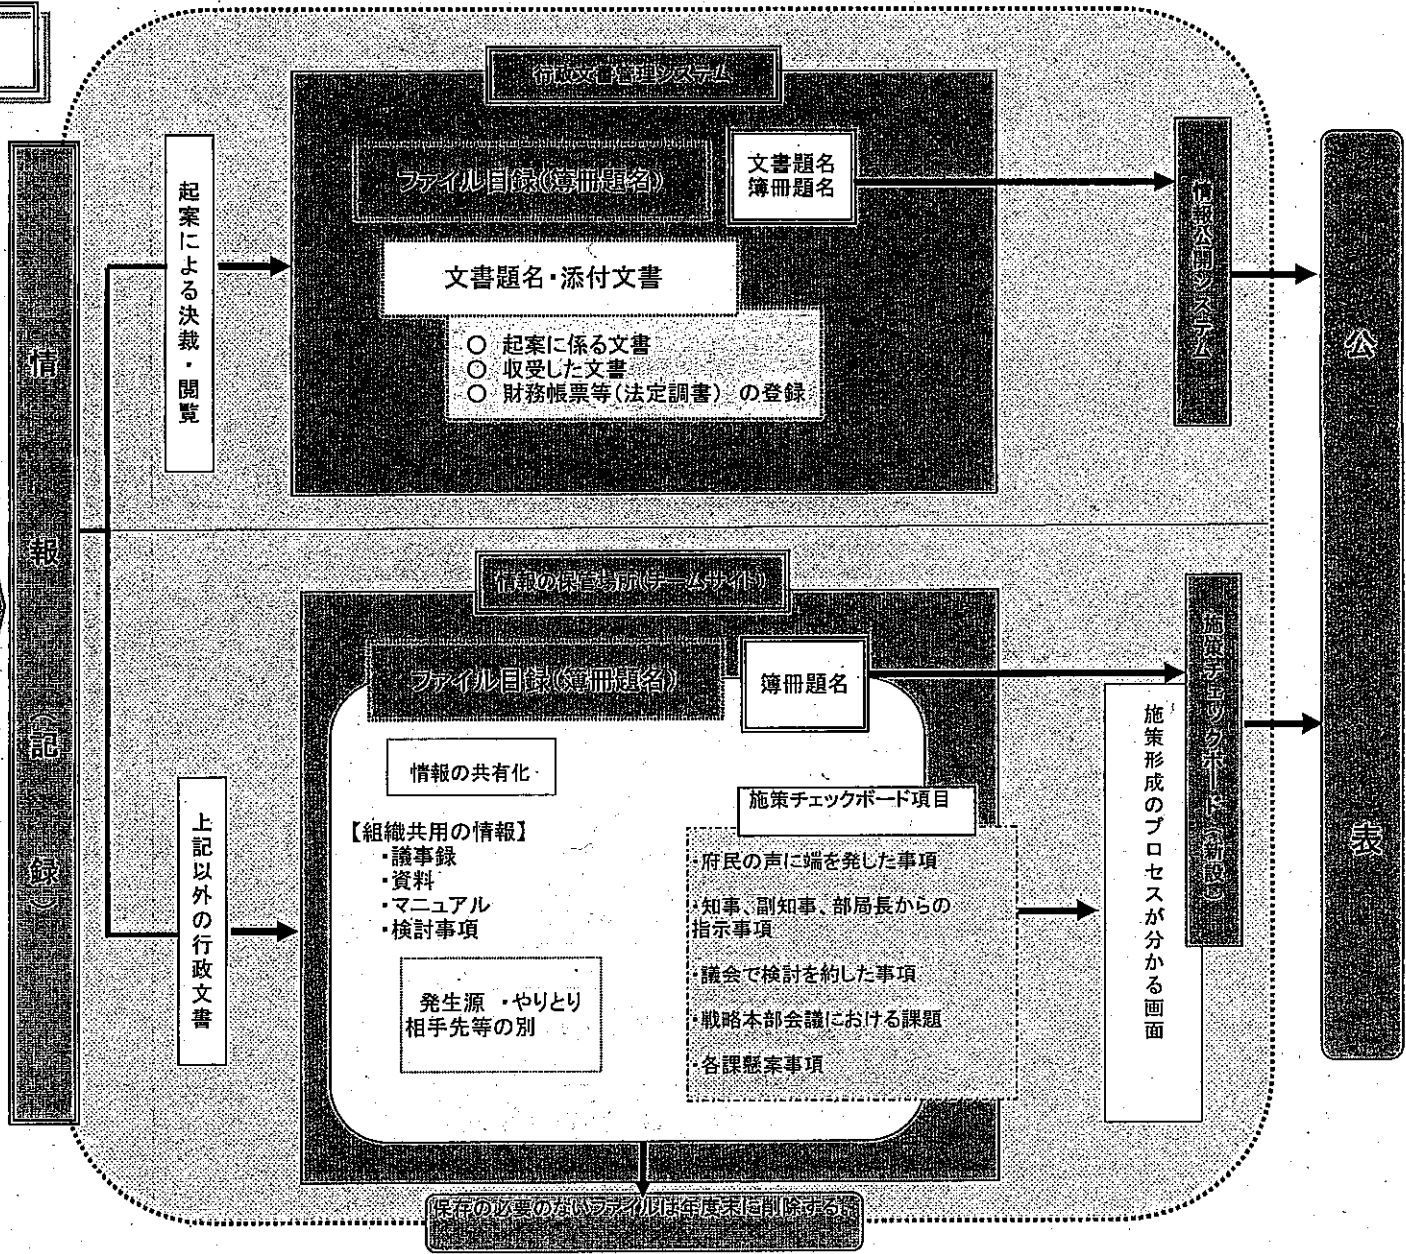 情報(記録)
起案による決裁・閲覧
行政文書管理システム
ファイル目録(簿冊題名)
文書題名
簿冊題名
文書題名・添付文書
○ 起案に係る文書
○ 収受した文書
○ 財務帳票等(法定調書) の登録
情報公開システム
公表
上記以外の行政文書
情報の保管場所(チームサイト)
ファイル目録(簿冊題名)
簿冊題名
情報の共有化
【組織共用の情報】
・議事録
・資料
・マニュアル
・検討事項
発生源 ・やりとり
相手先等の別
施策チェックボード項目
・府民の声に端を発した事項
・知事、副知事、部局長からの
指示事項
・議会で検討を約した事項
・戦略本部会議における課題
・各課懸案事項
施策形成のプロセスが分かる画面
施策チェックボード(新設)
保存の必要のないファイルは年度末に削除する